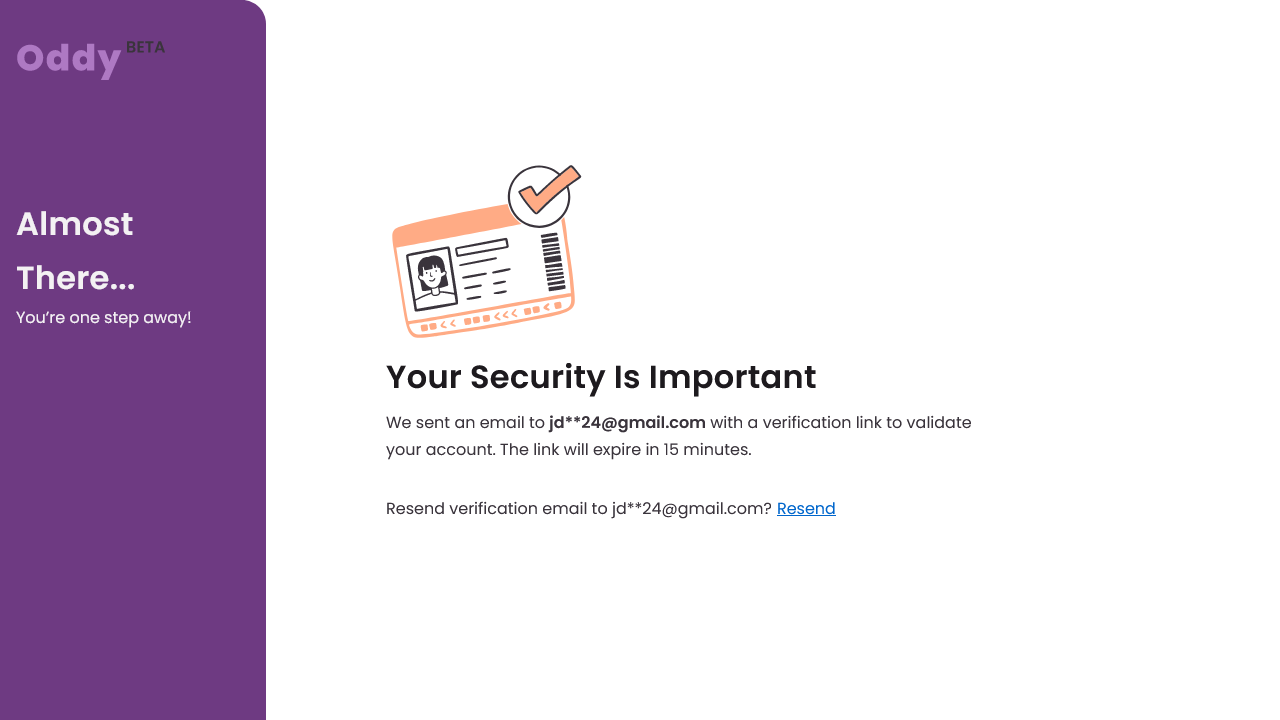 Oddy BETA
Almost
There...
You’re one step away!
Your Security Is Important
We sent an email to jd**24@gmail.com with a verification link to validate
your account. The link will expire in 15 minutes.
Resend verification email to jd**24@gmail.com? Resend